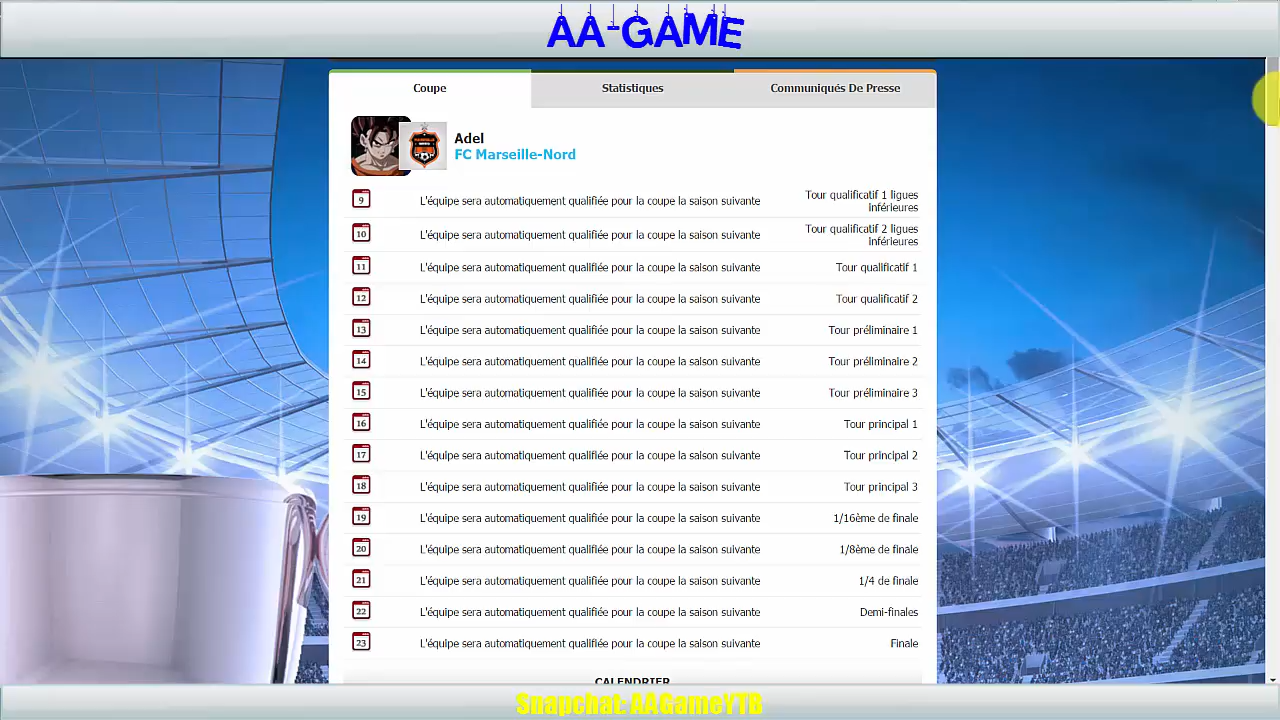 AA-GAME
Coupe
Statistiques
Communiqués De Presse
Adel
FC Marseille-Nord
9 L'équipe sera automatiquement qualifiée pour la coupe la saison suivante Tour qualificatif 1 ligues
inférieures
10 L'équipe sera automatiquement qualifiée pour la coupe la saison suivante Tour qualificatif 2 ligues
inférieures
11 L'équipe sera automatiquement qualifiée pour la coupe la saison suivante Tour qualificatif 1
12 L'équipe sera automatiquement qualifiée pour la coupe la saison suivante Tour qualificatif 2
13 L'équipe sera automatiquement qualifiée pour la coupe la saison suivante Tour préliminaire 1
14 L'équipe sera automatiquement qualifiée pour la coupe la saison suivante Tour préliminaire 2
15 L'équipe sera automatiquement qualifiée pour la coupe la saison suivante Tour préliminaire 3
16 L'équipe sera automatiquement qualifiée pour la coupe la saison suivante Tour principal 1
17 L'équipe sera automatiquement qualifiée pour la coupe la saison suivante Tour principal 2
18 L'équipe sera automatiquement qualifiée pour la coupe la saison suivante Tour principal 3
19 L'équipe sera automatiquement qualifiée pour la coupe la saison suivante 1/16ème de finale
20 L'équipe sera automatiquement qualifiée pour la coupe la saison suivante 1/8ème de finale
21 L'équipe sera automatiquement qualifiée pour la coupe la saison suivante 1/4 de finale
22 L'équipe sera automatiquement qualifiée pour la coupe la saison suivante Demi-finales
23 L'équipe sera automatiquement qualifiée pour la coupe la saison suivante Finale
CALENDRIER
Snapchat: AAGameYTB